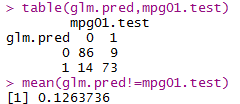 > table(glm.pred,mpg01.test)
mpg01.test
glm.pred 0 1
0 86 9
1 14 73
> mean(glm.pred!=mpg01.test)
[1] 0.1263736